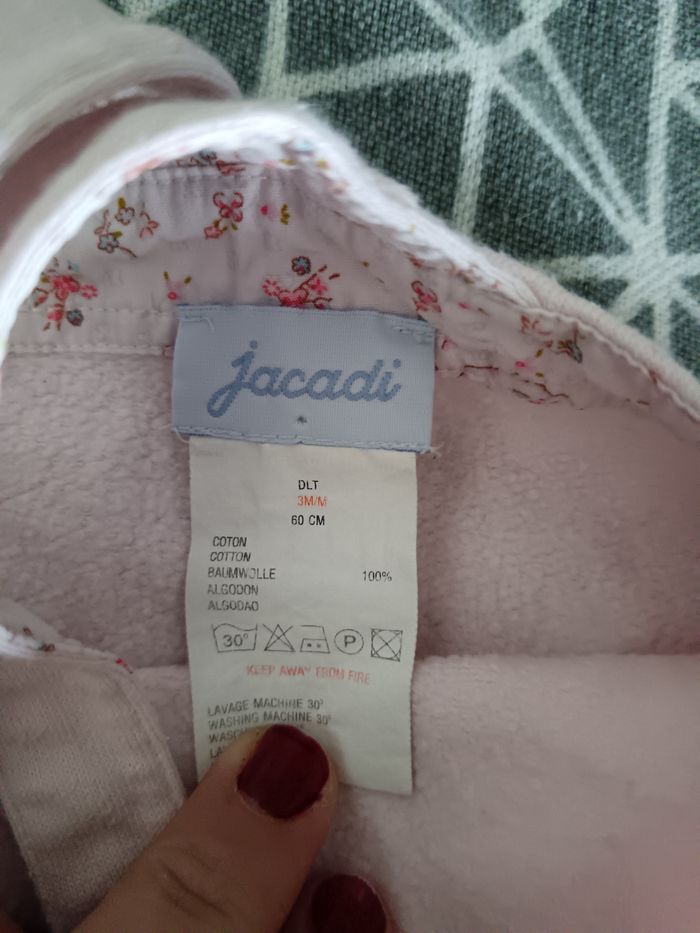 jacadi
DLT
3M/M
60 CM
COTON
COTTON
BAUMWOLLE 100%
ALGODON
ALGODAO
30° P
KEEP AWAY FROM FIRE
LAVAGE MACHINE 30°
WASHING MACHINE 30°